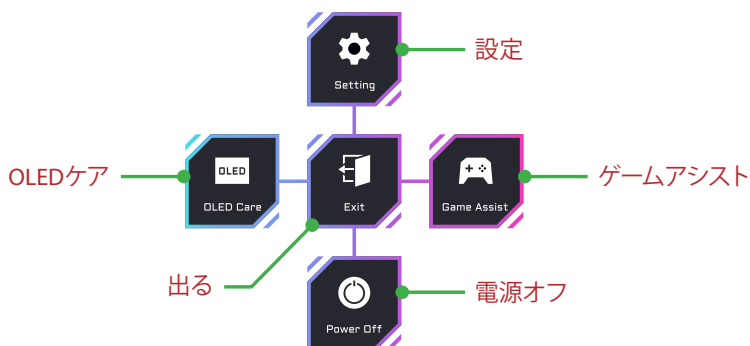 設定
Setting
OLEDケア
OLED
OLED Care
Exit
Game Assist
ゲームアシスト
出る
Power Off
電源オフ